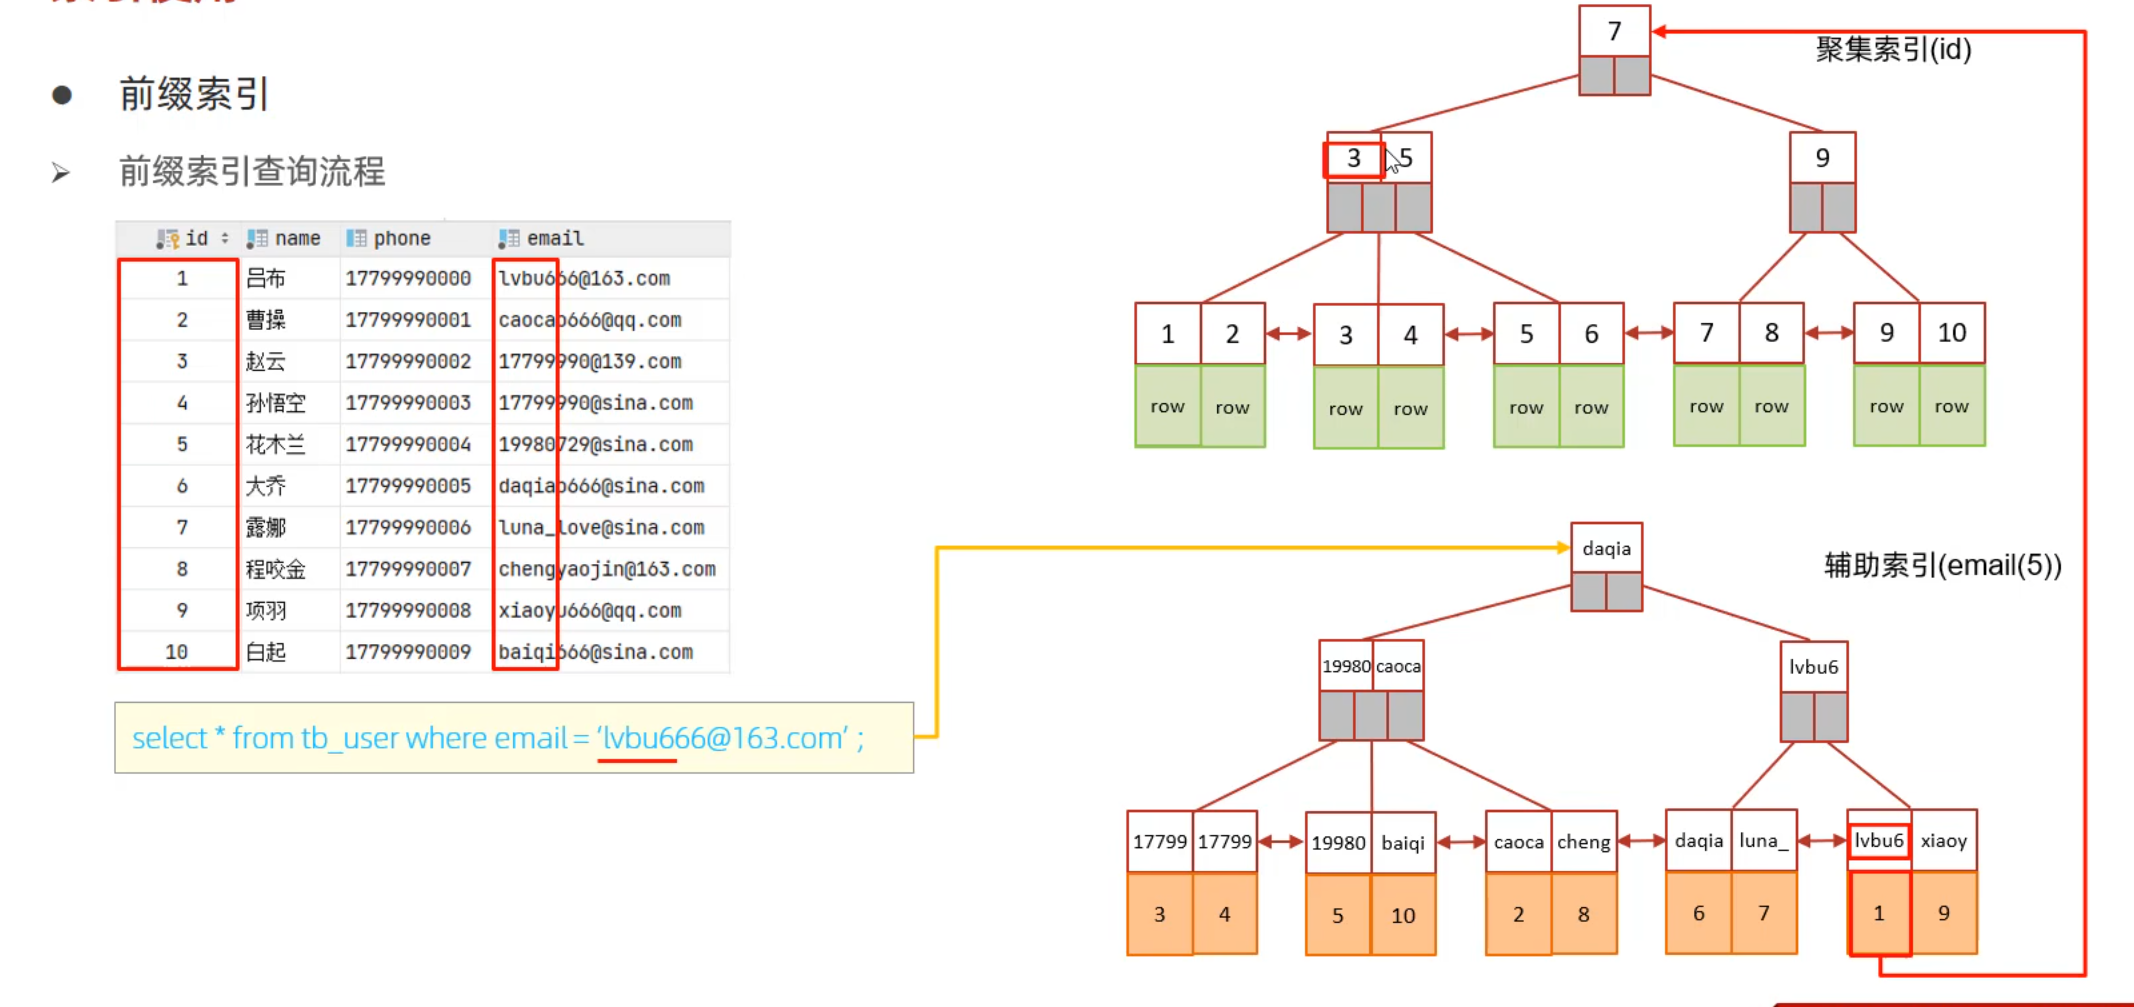 前缀索引
前缀索引查询流程
id name phone email
1 吕布 17799990000 lvbu666@163.com
2 曹操 17799990001 caocao666@qq.com
3 赵云 17799990002 17799990@139.com
4 孙悟空 17799990003 17799990@sina.com
5 花木兰 17799990004 19980729@sina.com
6 大乔 17799990005 daqiao666@sina.com
7 露娜 17799990006 luna_love@sina.com
8 程咬金 17799990007 chengyaojin@163.com
9 项羽 17799990008 xiaoyu666@qq.com
10 白起 17799990009 baiqi666@sina.com
select * from tb_user where email = ‘lvbu666@163.com’ ;
7
聚集索引(id)
3 5 9
1 2 3 4 5 6 7 8 9 10
row row row row row row row row row row
daqia
辅助索引(email(5))
19980 caoca lvbu6
17799 17799 19980 baiqi caoca cheng daqia luna_ lvbu6 xiaoy
3 4 5 10 2 8 6 7 1 9